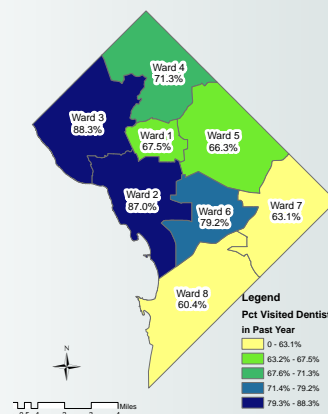 Ward 4
71.3%
Ward 3
88.3%
Ward 1
67.5%
Ward 5
66.3%
Ward 2
87.0%
Ward 6
79.2%
Ward 7
63.1%
Ward 8
60.4%
Legend
Pct Visited Dentist
in Past Year
0 - 63.1%
63.2% - 67.5%
67.6% - 71.3%
71.4% - 79.2%
79.3% - 88.3%
N
Miles